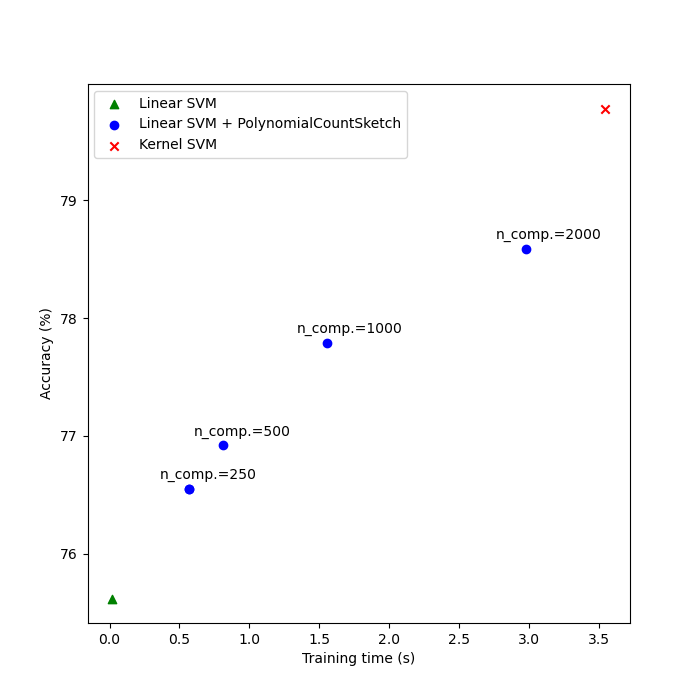 Linear SVM
Linear SVM + PolynomialCountSketch
Kernel SVM
n_comp.=2000
n_comp.=1000
n_comp.=500
n_comp.=250
Accuracy (%)
79
78
77
76
0.0 0.5 1.0 1.5 2.0 2.5 3.0 3.5
Training time (s)